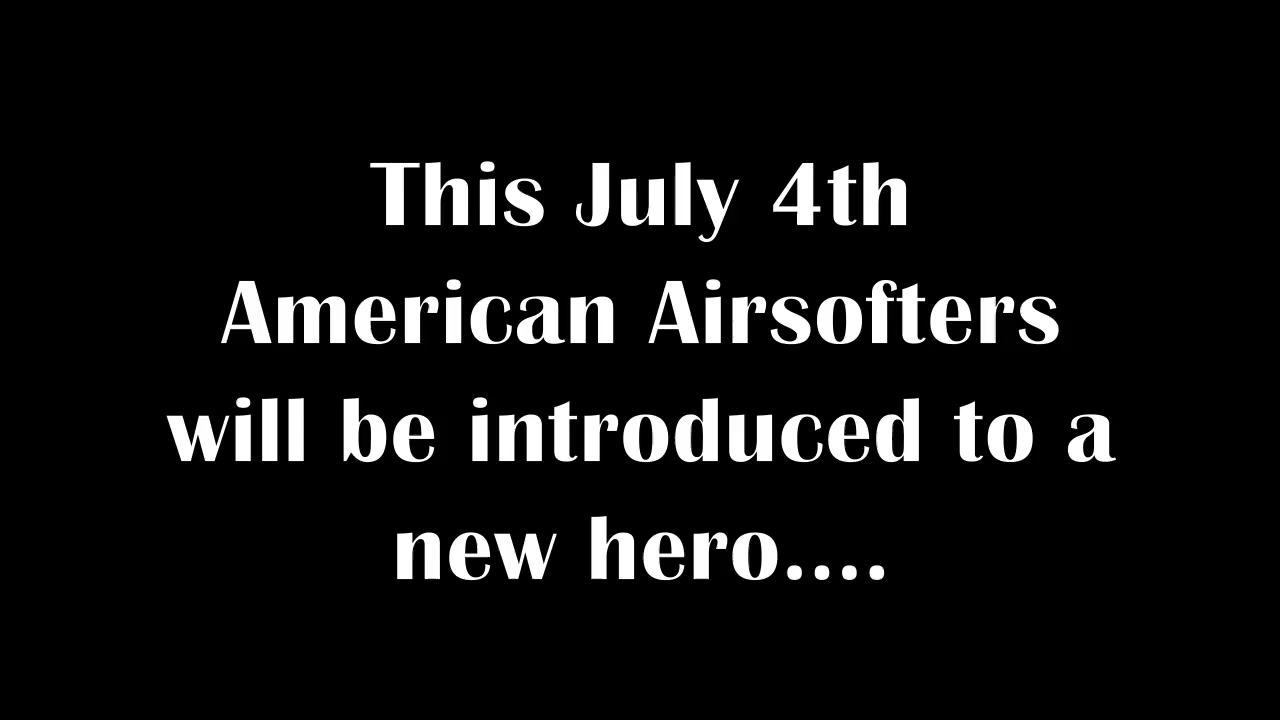 This July 4th
American Airsofters
will be introduced to a
new hero....